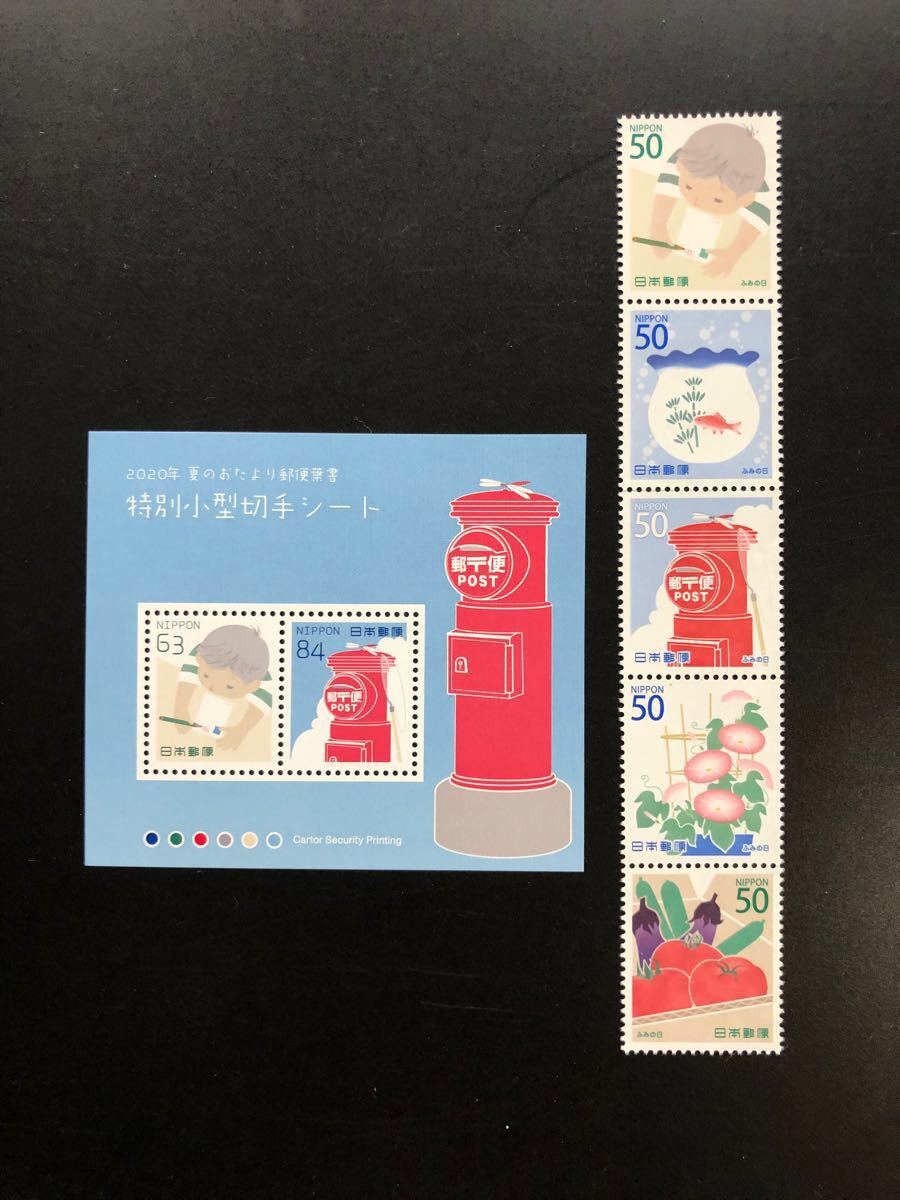 2020年 夏のおたより郵便葉書
特別小型切手シート
郵〒便
POST
NIPPON
63
日本郵便
NIPPON 日本郵便
84
郵〒便
POST
Cartor Security Printing
NIPPON
50
日本郵便 ふみの日
NIPPON
50
日本郵便 ふみの日
NIPPON
50
郵〒便
POST
日本郵便 ふみの日
NIPPON
50
日本郵便 ふみの日
NIPPON
50
ふみの日 日本郵便